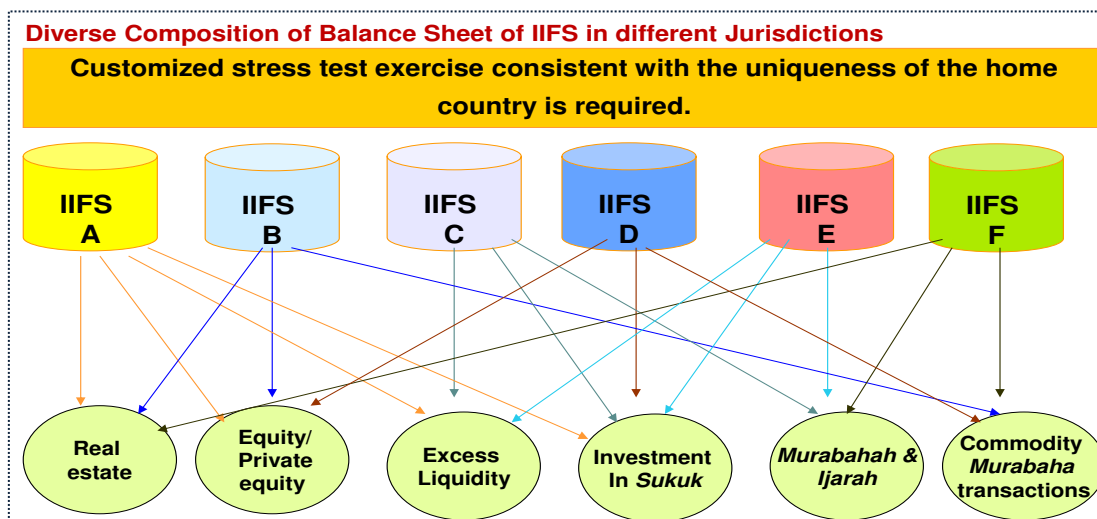 Diverse Composition of Balance Sheet of IIFS in different Jurisdictions
Customized stress test exercise consistent with the uniqueness of the home
country is required.
IIFS
A
IIFS
B
IIFS
C
IIFS
D
IIFS
E
IIFS
F
Real
estate
Equity/
Private
equity
Excess
Liquidity
Investment
In Sukuk
Murabahah &
Ijarah
Commodity
Murabaha
transactions